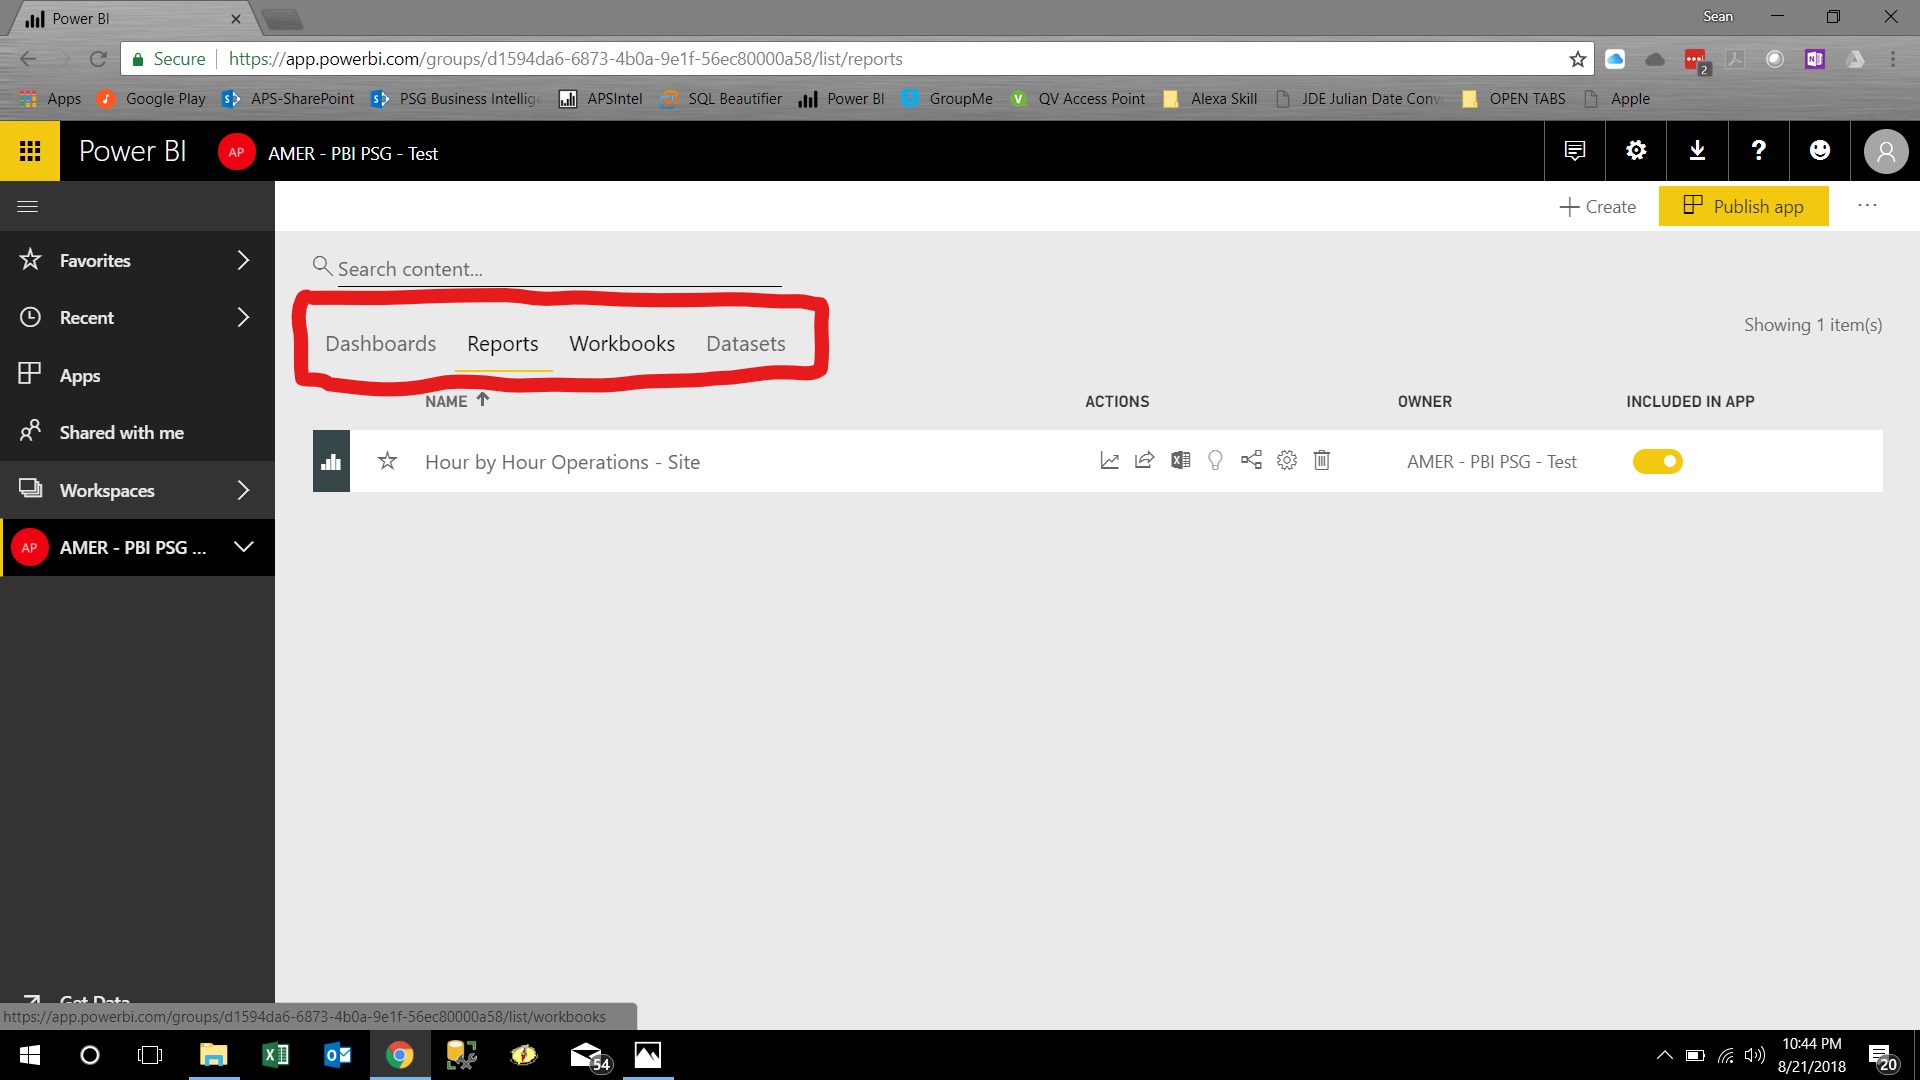 Power BI
Sean
Secure https://app.powerbi.com/groups/d1594da6-6873-4b0a-9e1f-56ec80000a58/list/reports
2
Apps Google Play APS-SharePoint PSG Business Intellig APSIntel SQL Beautifier Power BI GroupMe QV Access Point Alexa Skill JDE Julian Date Conv OPEN TABS Apple
Power BI AP AMER - PBI PSG - Test
Create Publish app ...
Favorites
Recent
Apps
Shared with me
Workspaces
AP AMER - PBI PSG ...
Get Data
Search content...
Dashboards Reports Workbooks Datasets
Showing 1 item(s)
NAME ACTIONS OWNER INCLUDED IN APP
Hour by Hour Operations - Site AMER - PBI PSG - Test
https://app.powerbi.com/groups/d1594da6-6873-4b0a-9e1f-56ec80000a58/list/workbooks
54
10:44 PM
8/21/2018
20